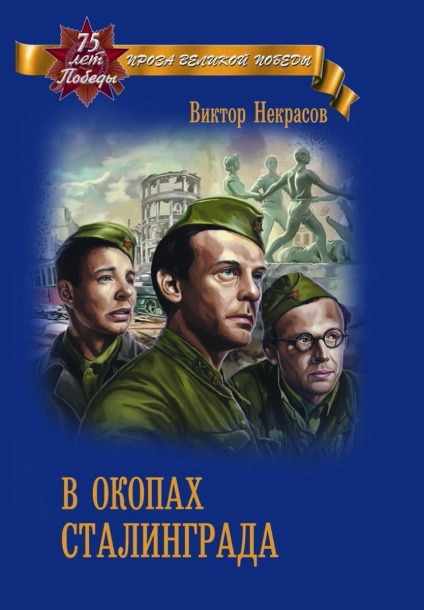 75
лет
Победы
ПРОЗА ВЕЛИКОЙ ПОБЕДЫ
Виктор Некрасов
В ОКОПАХ
СТАЛИНГРАДА